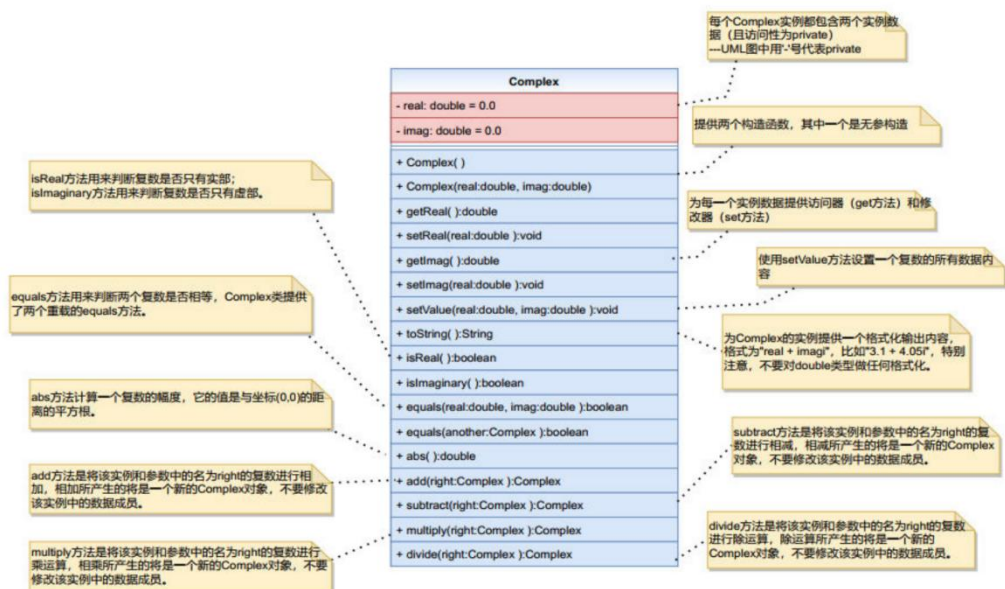 每个Complex实例都包含两个实例数
据（且访问性为private）
---UML图中用'-'号代表private
Complex
- real: double = 0.0
- imag: double = 0.0
提供两个构造函数，其中一个是无参构造
+ Complex( )
+ Complex(real:double, imag:double)
+ getReal( ):double
+ setReal(real:double ):void
+ getImag( ):double
+ setImag(real:double ):void
+ setValue(real:double, imag:double ):void
+ toString( ):String
+ isReal( ):boolean
+ isImaginary( ):boolean
+ equals(real:double, imag:double ):boolean
+ equals(another:Complex ):boolean
+ abs( ):double
+ add(right:Complex ):Complex
+ subtract(right:Complex ):Complex
+ multiply(right:Complex ):Complex
+ divide(right:Complex ):Complex
isReal方法用来判断复数是否只有实部；
isImaginary方法用来判断复数是否只有虚部。
为每一个实例数据提供访问器（get方法）和修
改器（set方法）
使用setValue方法设置一个复数的所有数据内
容
equals方法用来判断两个复数是否相等，Complex类提供
了两个重载的equals方法。
为Complex的实例提供一个格式化输出内容，
格式为"real + imagi"，比如"3.1 + 4.05i"，特别
注意，不要对double类型做任何格式化。
abs方法计算一个复数的幅度，它的值是与坐标(0,0)的距
离的平方根。
subtract方法是将该实例和参数中的名为right的复
数进行相减，相减所产生的将是一个新的Complex
对象，不要修改该实例中的数据成员。
add方法是将该实例和参数中的名为right的复数进行相
加，相加所产生的将是一个新的Complex对象，不要修改
该实例中的数据成员。
divide方法是将该实例和参数中的名为right的复数
进行除运算，除运算所产生的将是一个新的
Complex对象，不要修改该实例中的数据成员。
multiply方法是将该实例和参数中的名为right的复数进行
乘运算，相乘所产生的将是一个新的Complex对象，不要
修改该实例中的数据成员。